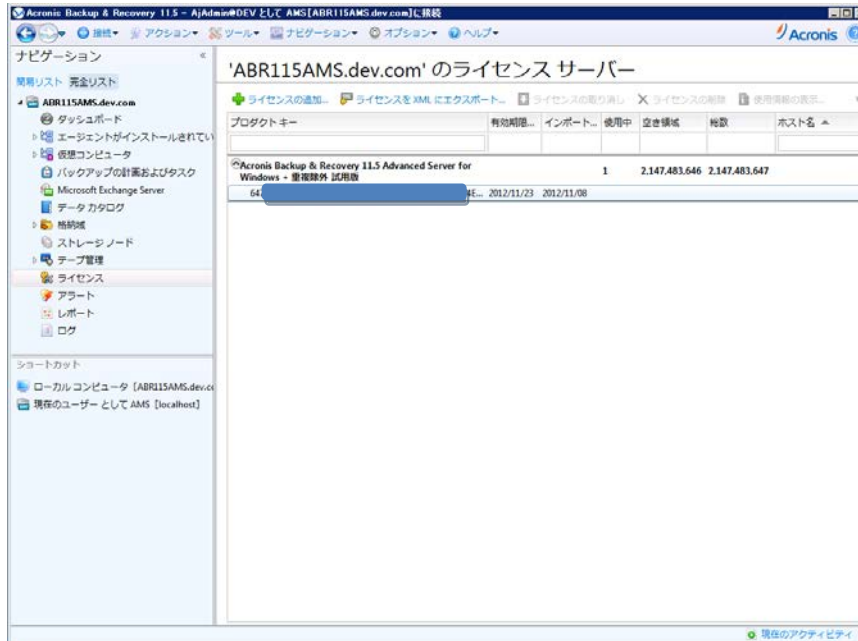 Acronis Backup & Recovery 11.5 - AjAdmin@DEV として AMS[ABR115AMS.dev.com]に接続
接続 アクション ツール ナビゲーション オプション ヘルプ
Acronis
ナビゲーション
簡易リスト 完全リスト
ABR115AMS.dev.com
ダッシュボード
エージェントがインストールされてい
仮想コンピュータ
バックアップの計画およびタスク
Microsoft Exchange Server
データ カタログ
格納域
ストレージ ノード
テープ管理
ライセンス
アラート
レポート
ログ
ショートカット
ローカル コンピュータ [ABR115AMS.dev.co
現在のユーザー として AMS [localhost]
'ABR115AMS.dev.com' のライセンス サーバー
ライセンスの追加... ライセンスを XML にエクスポート... ライセンスの取り消し ライセンスの削除 使用情報の表示...
プロダクト キー 有効期限... インポート... 使用中 空き領域 総数 ホスト名
Acronis Backup & Recovery 11.5 Advanced Server for
Windows + 重複除外 試用版 1 2,147,483,646 2,147,483,647
64 4E... 2012/11/23 2012/11/08
現在のアクティビティ